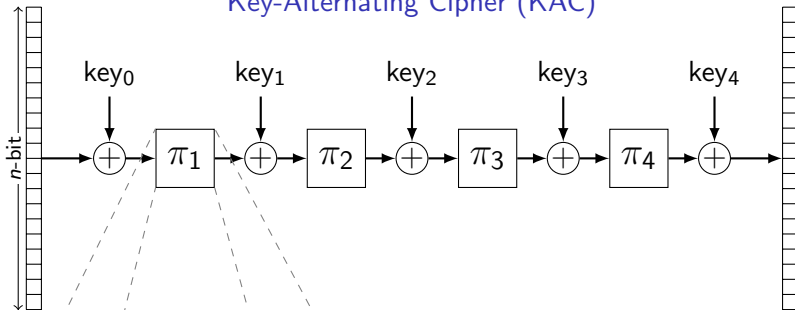 Key-Alternating Cipher (KAC)
key₀ key₁ key₂ key₃ key₄
n-bit
π₁ π₂ π₃ π₄